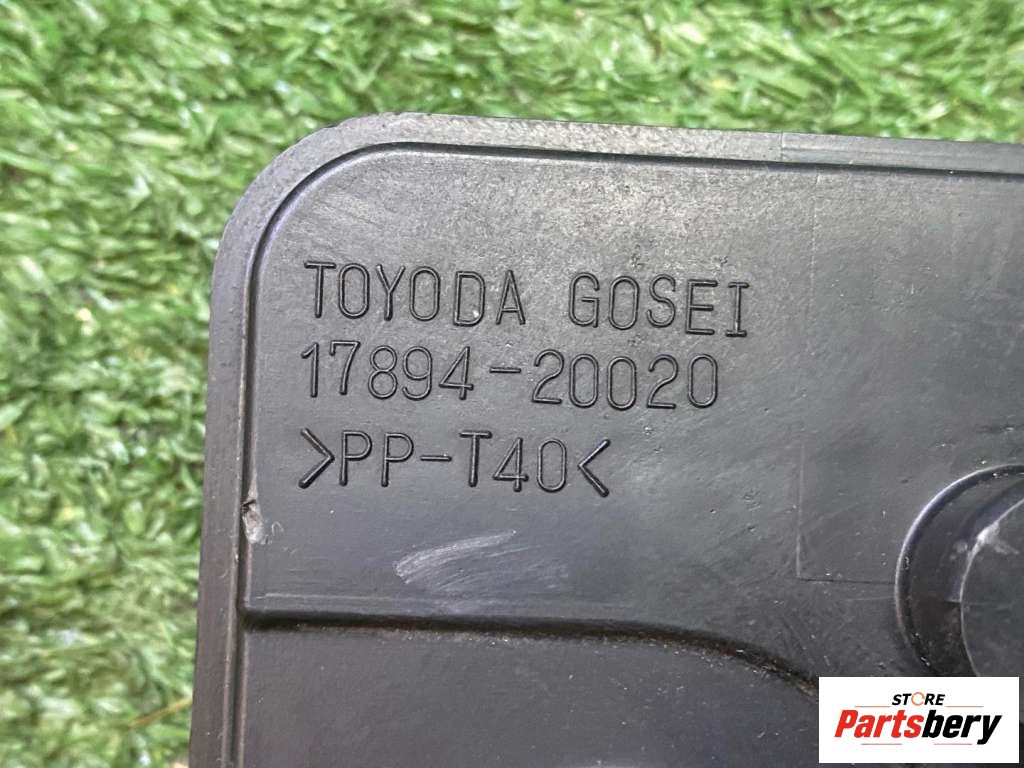 TOYODA GOSEI
17894-20020
>PP-T40<
STORE
Partsbery